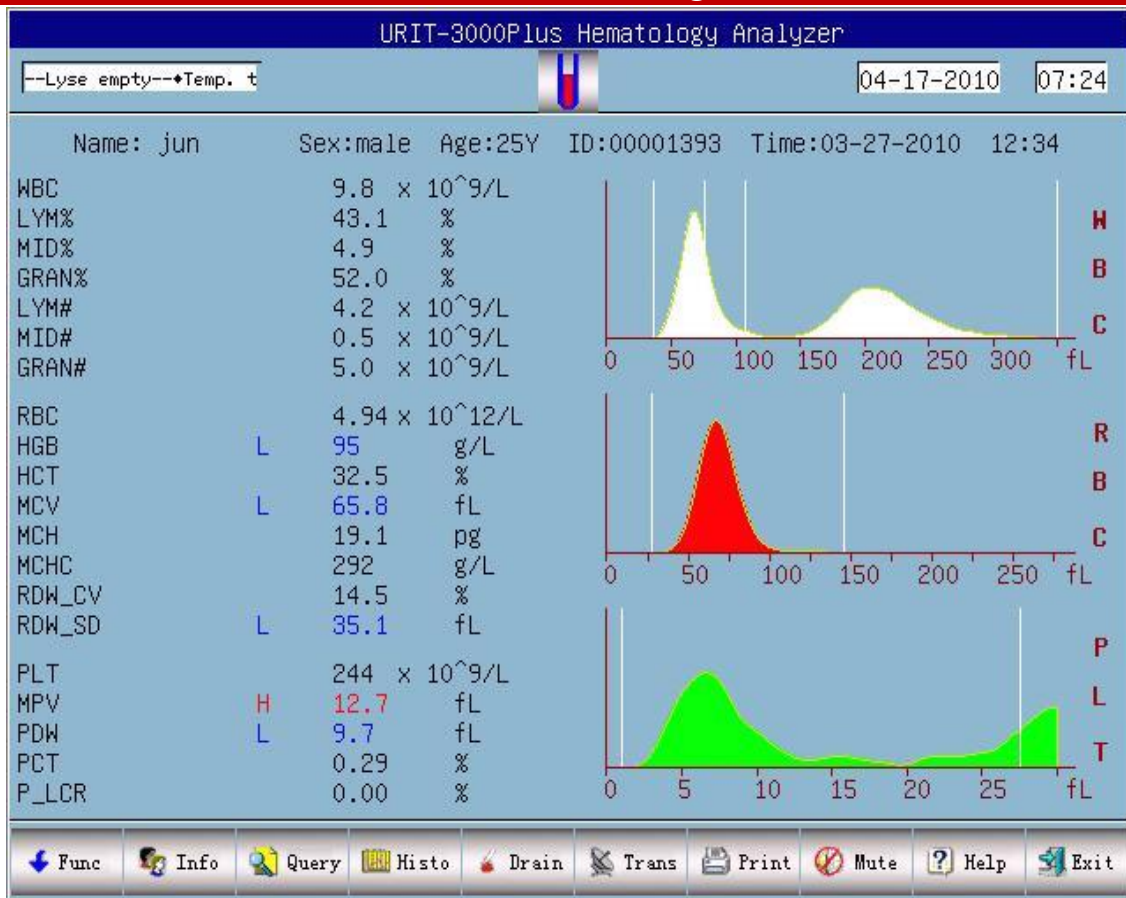 URIT-3000Plus Hematology Analyzer
--Lyse empty--♦Temp. t
04-17-2010 07:24
Name: jun Sex:male Age:25Y ID:00001393 Time:03-27-2010 12:34
WBC 9.8 x 10^9/L
LYM% 43.1 %
MID% 4.9 %
GRAN% 52.0 %
LYM# 4.2 x 10^9/L
MID# 0.5 x 10^9/L
GRAN# 5.0 x 10^9/L
RBC 4.94 x 10^12/L
HGB L 95 g/L
HCT 32.5 %
MCV L 65.8 fL
MCH 19.1 pg
MCHC 292 g/L
RDW_CV 14.5 %
RDW_SD L 35.1 fL
PLT 244 x 10^9/L
MPV H 12.7 fL
PDW L 9.7 fL
PCT 0.29 %
P_LCR 0.00 %
W
B
C
0 50 100 150 200 250 300 fL
R
B
C
0 50 100 150 200 250 fL
P
L
T
0 5 10 15 20 25 fL
Func Info Query Histo Drain Trans Print Mute Help Exit